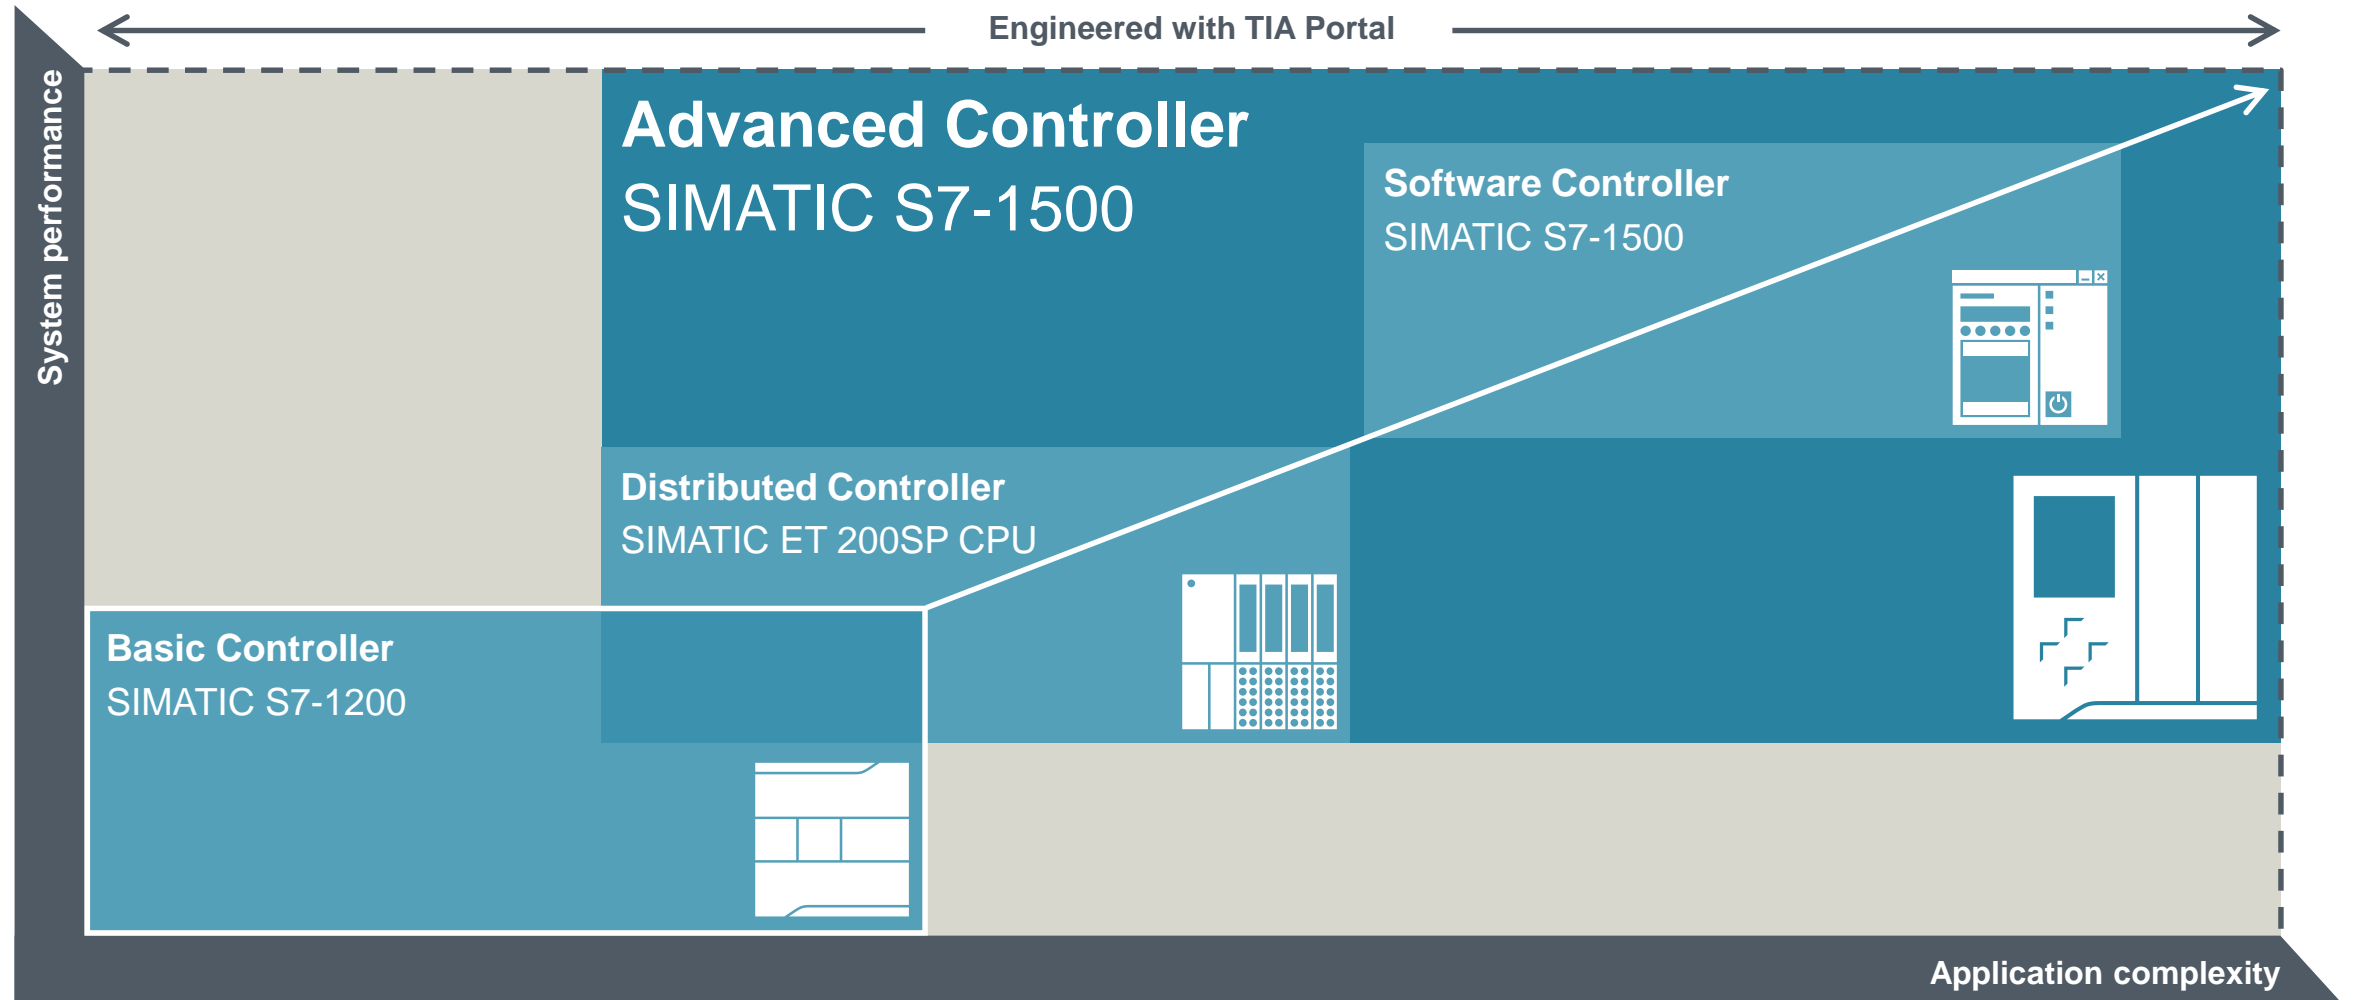 Engineered with TIA Portal
System performance
Advanced Controller
SIMATIC S7-1500
Software Controller
SIMATIC S7-1500
Distributed Controller
SIMATIC ET 200SP CPU
Basic Controller
SIMATIC S7-1200
Application complexity